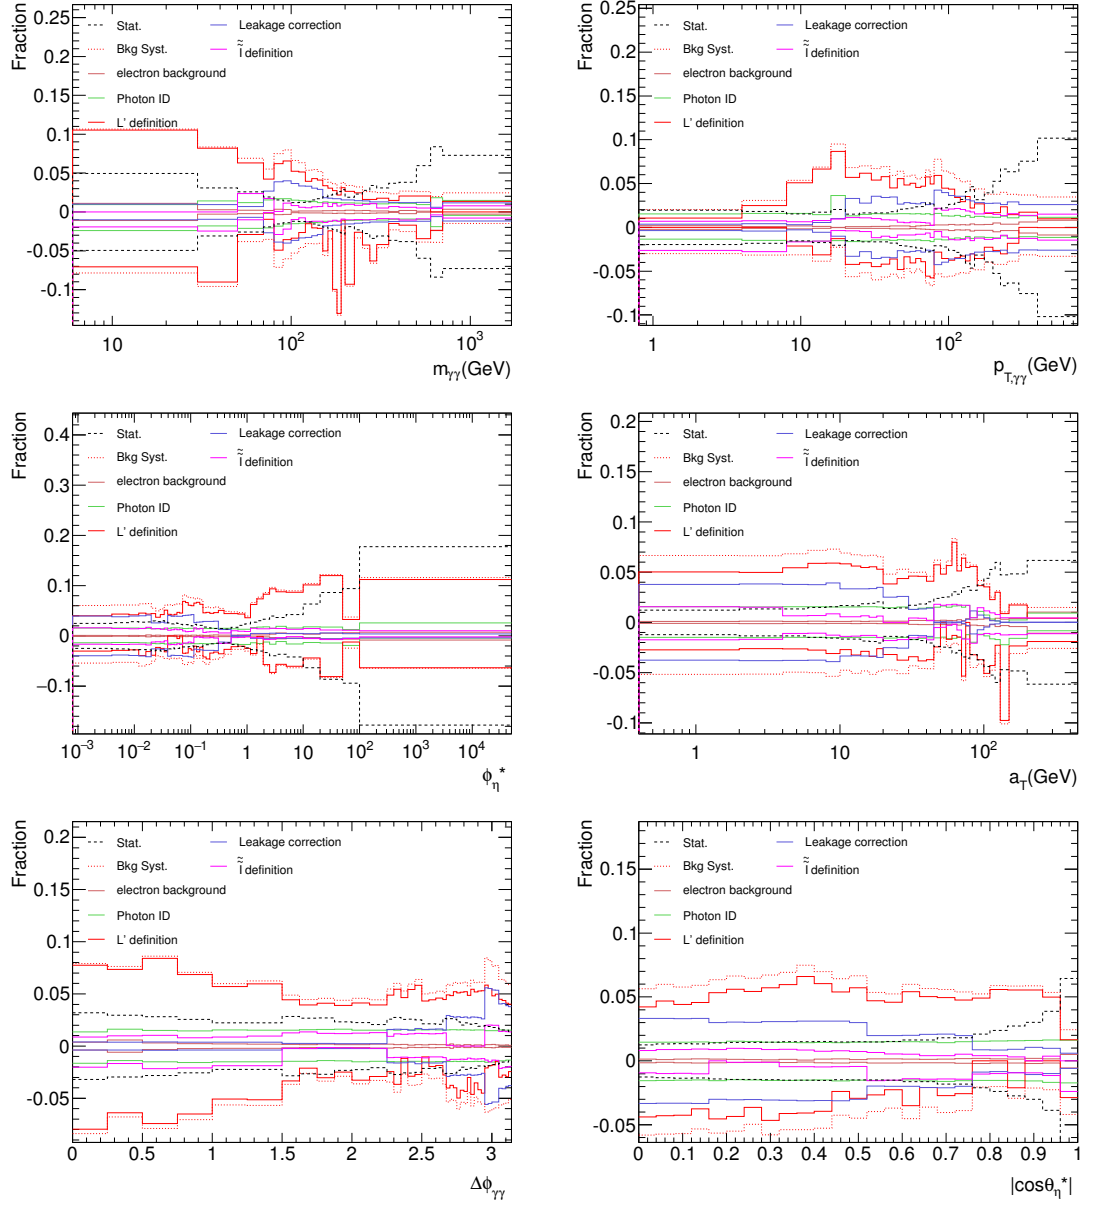 Fraction
0.25
0.2
0.15
0.1
0.05
0
-0.05
-0.1
Stat.
Bkg Syst.
electron background
Photon ID
L' definition
Leakage correction
l̃̃ definition
10
10²
10³
m_γγ(GeV)
Fraction
0.25
0.2
0.15
0.1
0.05
0
-0.05
-0.1
Stat.
Bkg Syst.
electron background
Photon ID
L' definition
Leakage correction
l̃̃ definition
1
10
10²
p_T,γγ(GeV)
Fraction
0.4
0.3
0.2
0.1
0
−0.1
Stat.
Bkg Syst.
electron background
Photon ID
L' definition
Leakage correction
l̃̃ definition
10⁻³
10⁻²
10⁻¹
1
10
10²
10³
10⁴
ϕ_η*
Fraction
0.2
0.15
0.1
0.05
0
-0.05
-0.1
Stat.
Bkg Syst.
electron background
Photon ID
L' definition
Leakage correction
l̃̃ definition
1
10
10²
a_T(GeV)
Fraction
0.2
0.15
0.1
0.05
0
-0.05
Stat.
Bkg Syst.
electron background
Photon ID
L' definition
Leakage correction
l̃̃ definition
0
0.5
1
1.5
2
2.5
3
Δϕ_γγ
Fraction
0.15
0.1
0.05
0
-0.05
Stat.
Bkg Syst.
electron background
Photon ID
L' definition
Leakage correction
l̃̃ definition
0
0.1
0.2
0.3
0.4
0.5
0.6
0.7
0.8
0.9
1
|cosθ_η*|